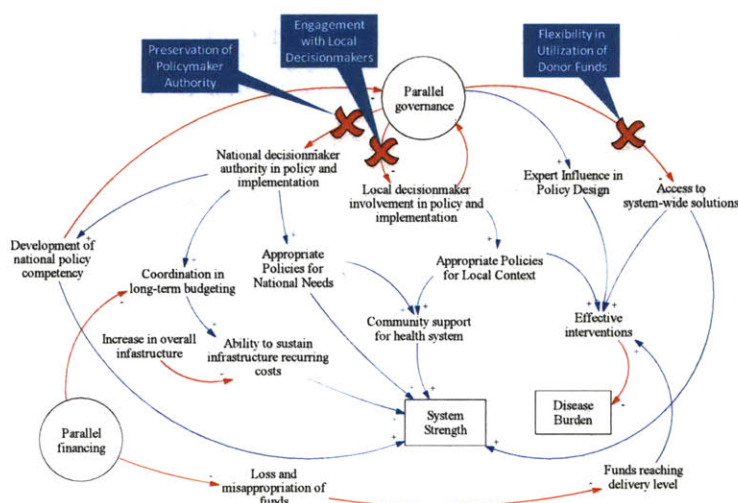 Preservation of
Policymaker
Authority
Engagement
with Local
Decisionmakers
Flexibility in
Utilization of
Donor Funds
Parallel
governance
National decisionmaker
authority in policy and
implementation
Local decisionmaker
involvement in policy and
implementation
Expert Influence in
Policy Design
Access to
system-wide solutions
Development of
national policy
competency
Coordination in
long-term budgeting
Appropriate
Policies for
National Needs
Appropriate Policies
for Local Context
Increase in overall
infastructure
Ability to sustain
infrastructure recurring
costs
Community support
for health system
Effective
interventions
Parallel
financing
System
Strength
Disease
Burden
Loss and
misappropriation of
funds
Funds reaching
delivery level